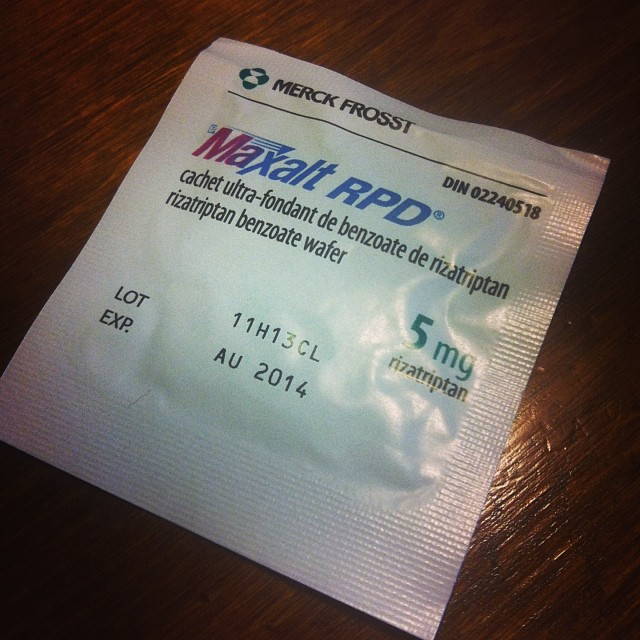 MERCK FROSST
DIN 02240518
Maxalt RPD®
cachet ultra-fondant de benzoate de rizatriptan
rizatriptan benzoate wafer
5 mg
rizatriptan
LOT 11H13CL
EXP. AU 2014